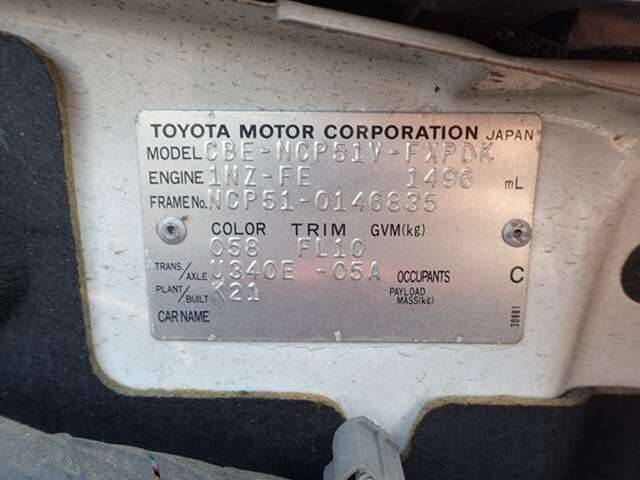 TOYOTA MOTOR CORPORATION JAPAN
MODEL CBE-NCP51V-FXPDK
ENGINE 1NZ-FE 1496 mL
FRAME No. NCP51-0146835
COLOR TRIM GVM(kg)
058 FL10
TRANS/AXLE U340E -05A OCCUPANTS C
PLANT/BUILT K21 PAYLOAD MASS(kg)
CAR NAME
30881